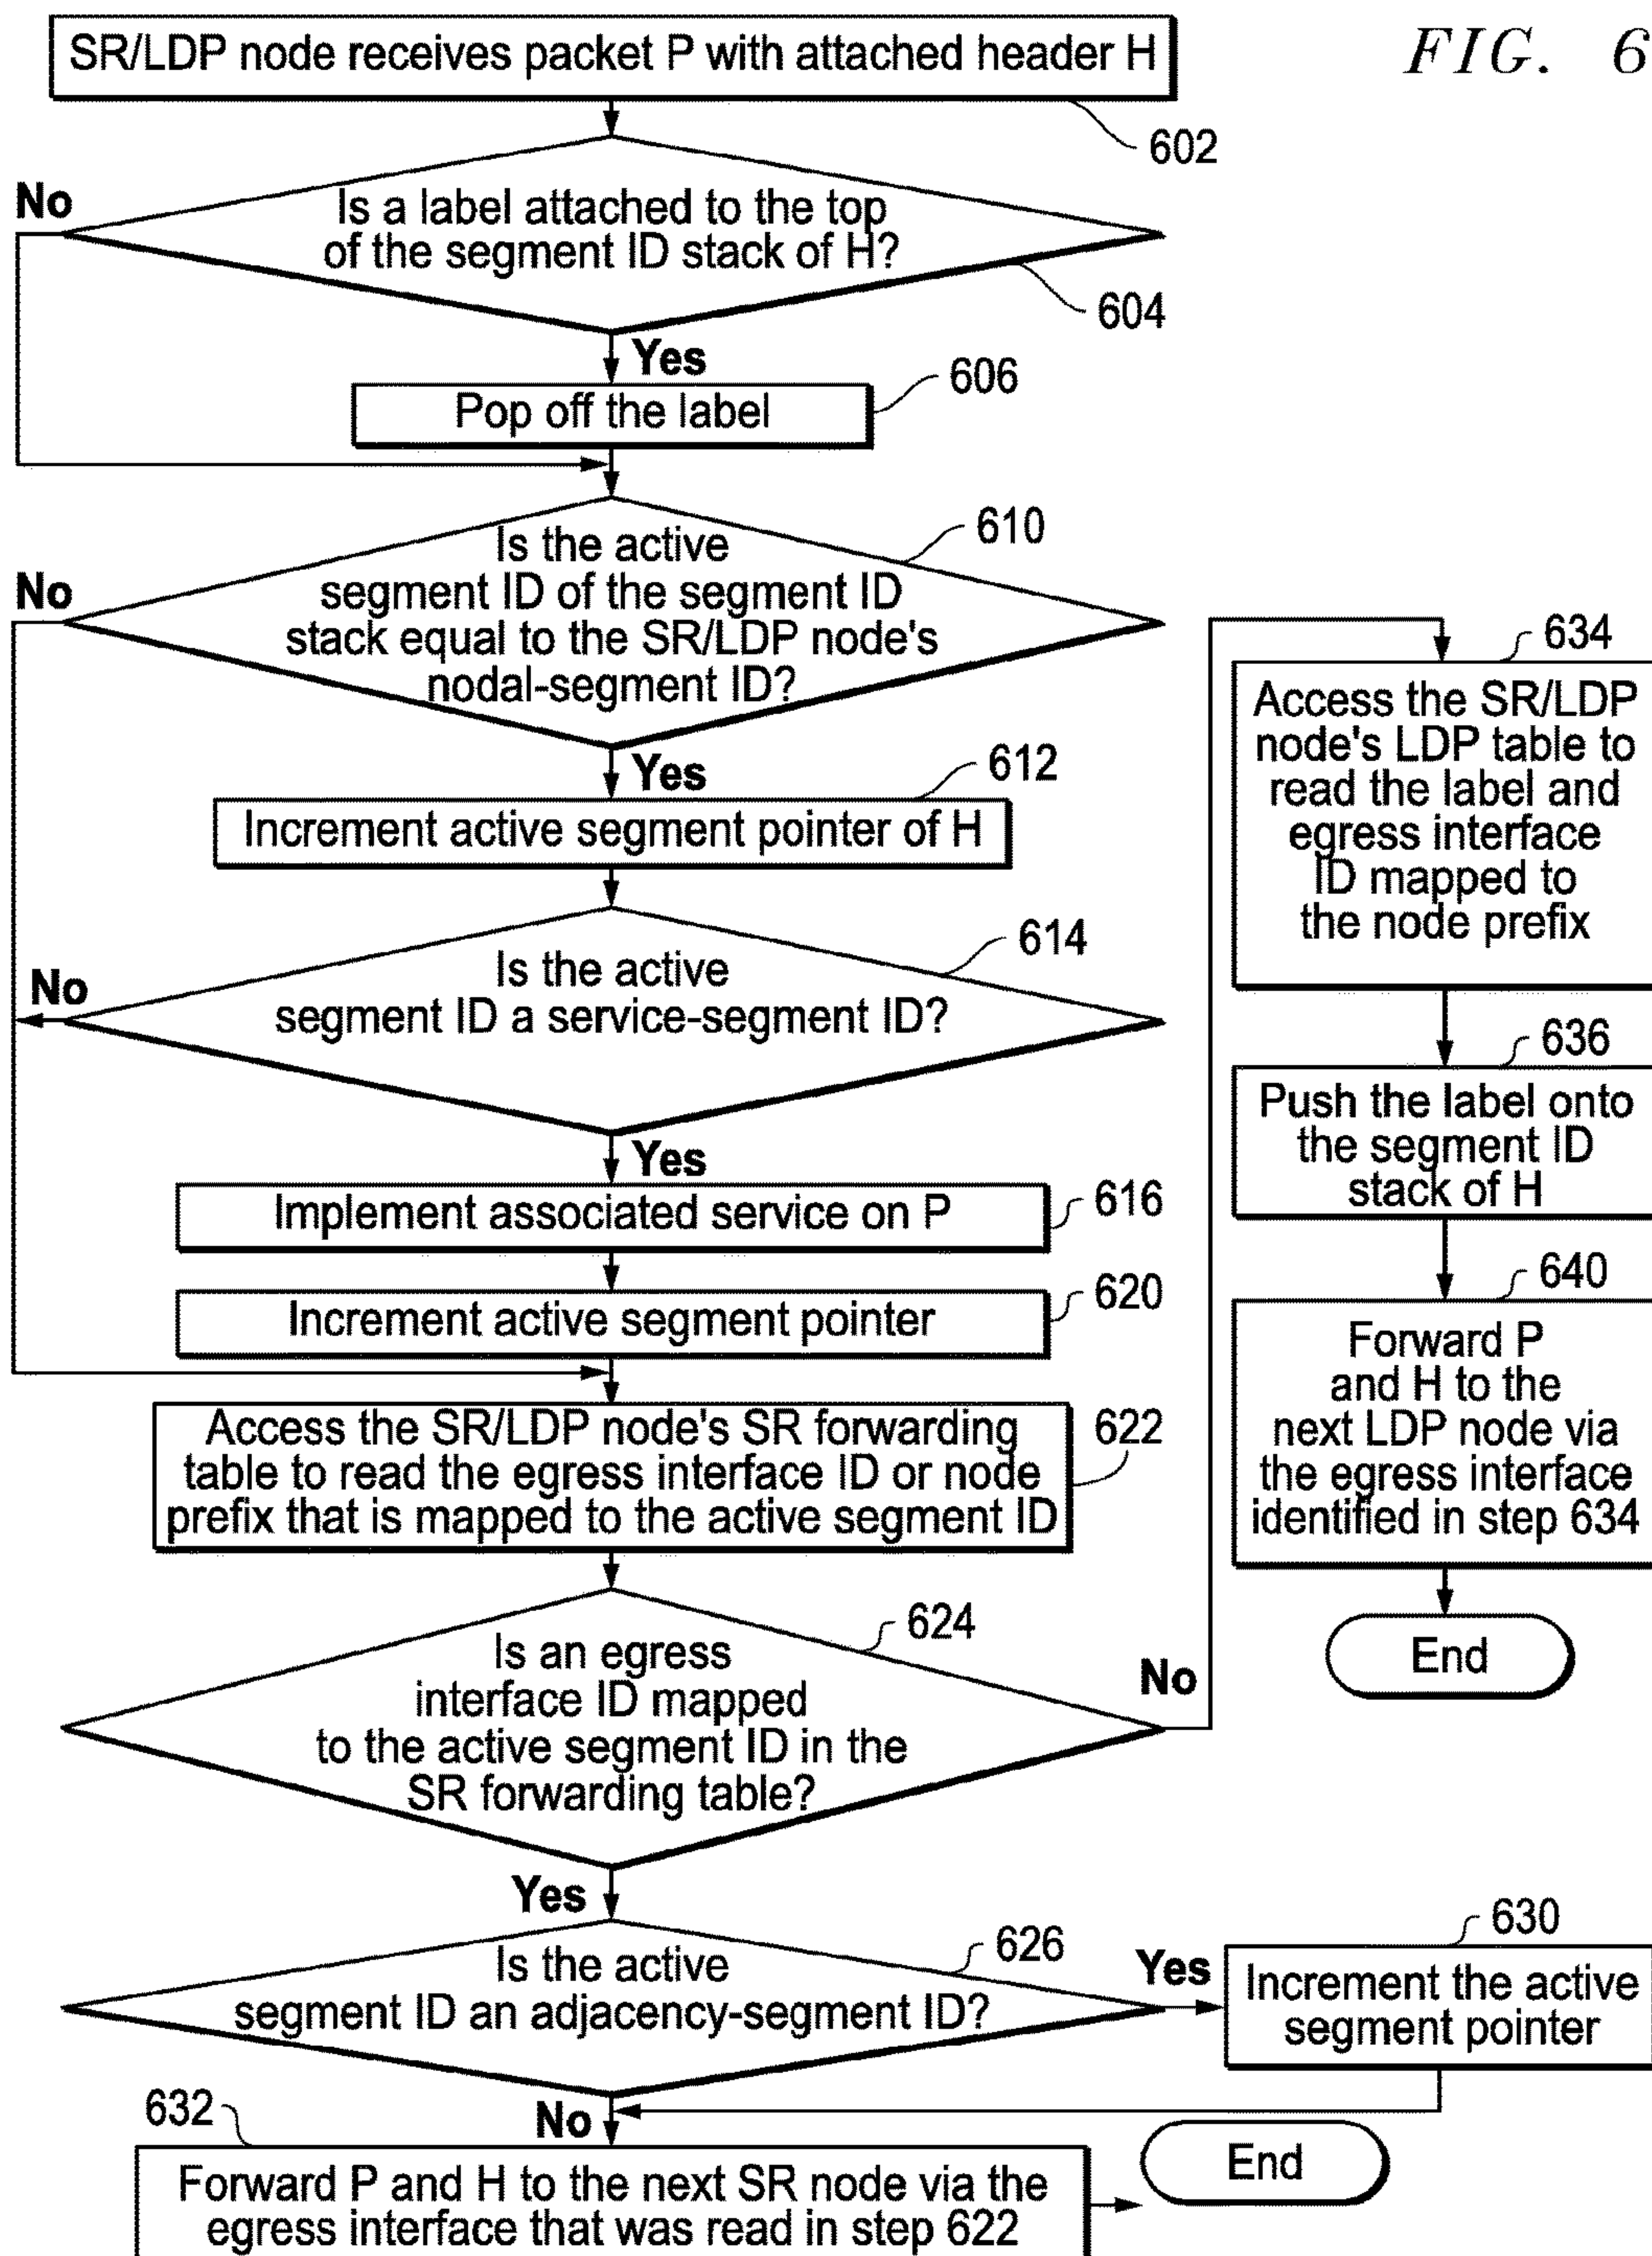 FIG. 6
SR/LDP node receives packet P with attached header H
602
No
Is a label attached to the top
of the segment ID stack of H?
604
Yes
606
Pop off the label
610
No
Is the active
segment ID of the segment ID
stack equal to the SR/LDP node's
nodal-segment ID?
Yes
612
Increment active segment pointer of H
614
No
Is the active
segment ID a service-segment ID?
Yes
Implement associated service on P
616
Increment active segment pointer
620
Access the SR/LDP node's SR forwarding
table to read the egress interface ID or node
prefix that is mapped to the active segment ID
622
624
Is an egress
interface ID mapped
to the active segment ID in the
SR forwarding table?
No
Yes
626
Is the active
segment ID an adjacency-segment ID?
Yes
630
Increment the active
segment pointer
No
632
Forward P and H to the next SR node via the
egress interface that was read in step 622
End
634
Access the SR/LDP
node's LDP table to
read the label and
egress interface
ID mapped to
the node prefix
636
Push the label onto
the segment ID
stack of H
640
Forward P
and H to the
next LDP node via
the egress interface
identified in step 634
End